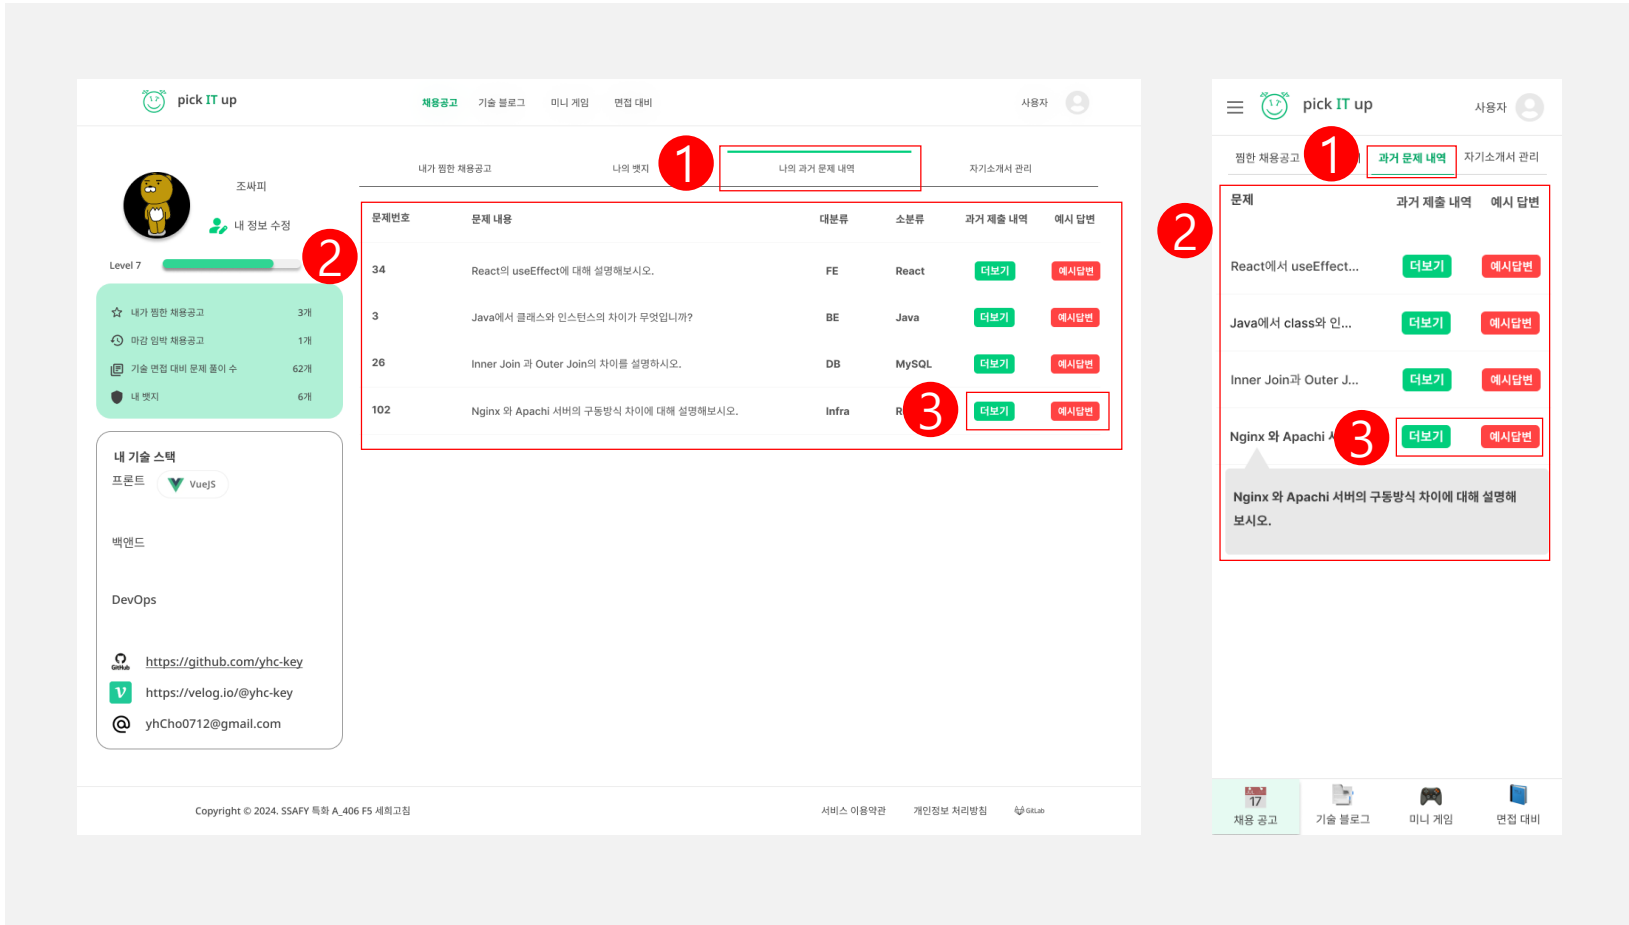 pick IT up
채용공고 기술 블로그 미니 게임 면접 대비
사용자
내가 찜한 채용공고 나의 뱃지 1 나의 과거 문제 내역 자기소개서 관리
조싸피
내 정보 수정
Level 7
2
내가 찜한 채용공고 3개
마감 임박 채용공고 1개
기술 면접 대비 문제 풀이 수 62개
내 뱃지 6개
내 기술 스택
프론트 VueJS
백앤드
DevOps
GitHub https://github.com/yhc-key
https://velog.io/@yhc-key
yhCho0712@gmail.com
문제번호 문제 내용 대분류 소분류 과거 제출 내역 예시 답변
34 React의 useEffect에 대해 설명해보시오. FE React 더보기 예시답변
3 Java에서 클래스와 인스턴스의 차이가 무엇입니까? BE Java 더보기 예시답변
26 Inner Join 과 Outer Join의 차이를 설명하시오. DB MySQL 더보기 예시답변
102 Nginx 와 Apachi 서버의 구동방식 차이에 대해 설명해보시오. Infra 3 더보기 예시답변
Copyright © 2024. SSAFY 특화 A_406 F5 세희고침
서비스 이용약관 개인정보 처리방침 GitLab
pick IT up
사용자
찜한 채용공고 1 과거 문제 내역 자기소개서 관리
2
문제 과거 제출 내역 예시 답변
React에서 useEffect... 더보기 예시답변
Java에서 class와 인... 더보기 예시답변
Inner Join과 Outer J... 더보기 예시답변
Nginx 와 Apachi 3 더보기 예시답변
Nginx 와 Apachi 서버의 구동방식 차이에 대해 설명해
보시오.
17
채용 공고 기술 블로그 미니 게임 면접 대비